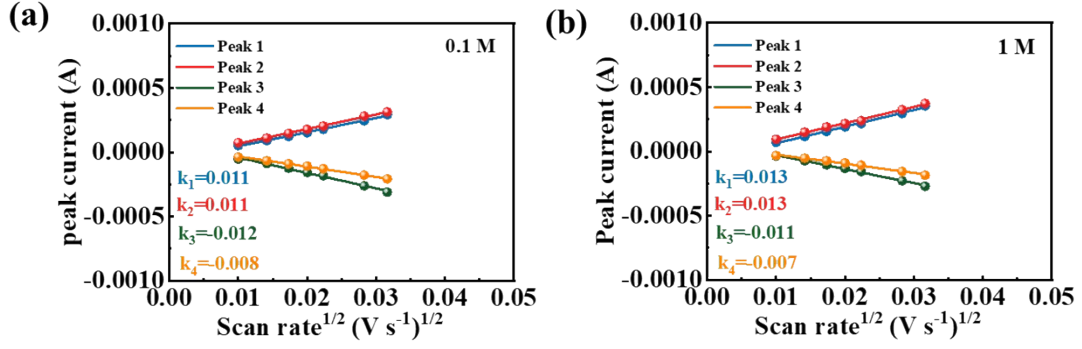 (a)
0.0010
0.0005
0.0000
-0.0005
-0.0010
peak current (A)
Peak 1
Peak 2
Peak 3
Peak 4
0.1 M
k₁=0.011
k₂=0.011
k₃=-0.012
k₄=-0.008
0.00 0.01 0.02 0.03 0.04 0.05
Scan rate¹/² (V s⁻¹)¹/²
(b)
0.0010
0.0005
0.0000
-0.0005
-0.0010
Peak current (A)
Peak 1
Peak 2
Peak 3
Peak 4
1 M
k₁=0.013
k₂=0.013
k₃=-0.011
k₄=-0.007
0.00 0.01 0.02 0.03 0.04 0.05
Scan rate¹/² (V s⁻¹)¹/²